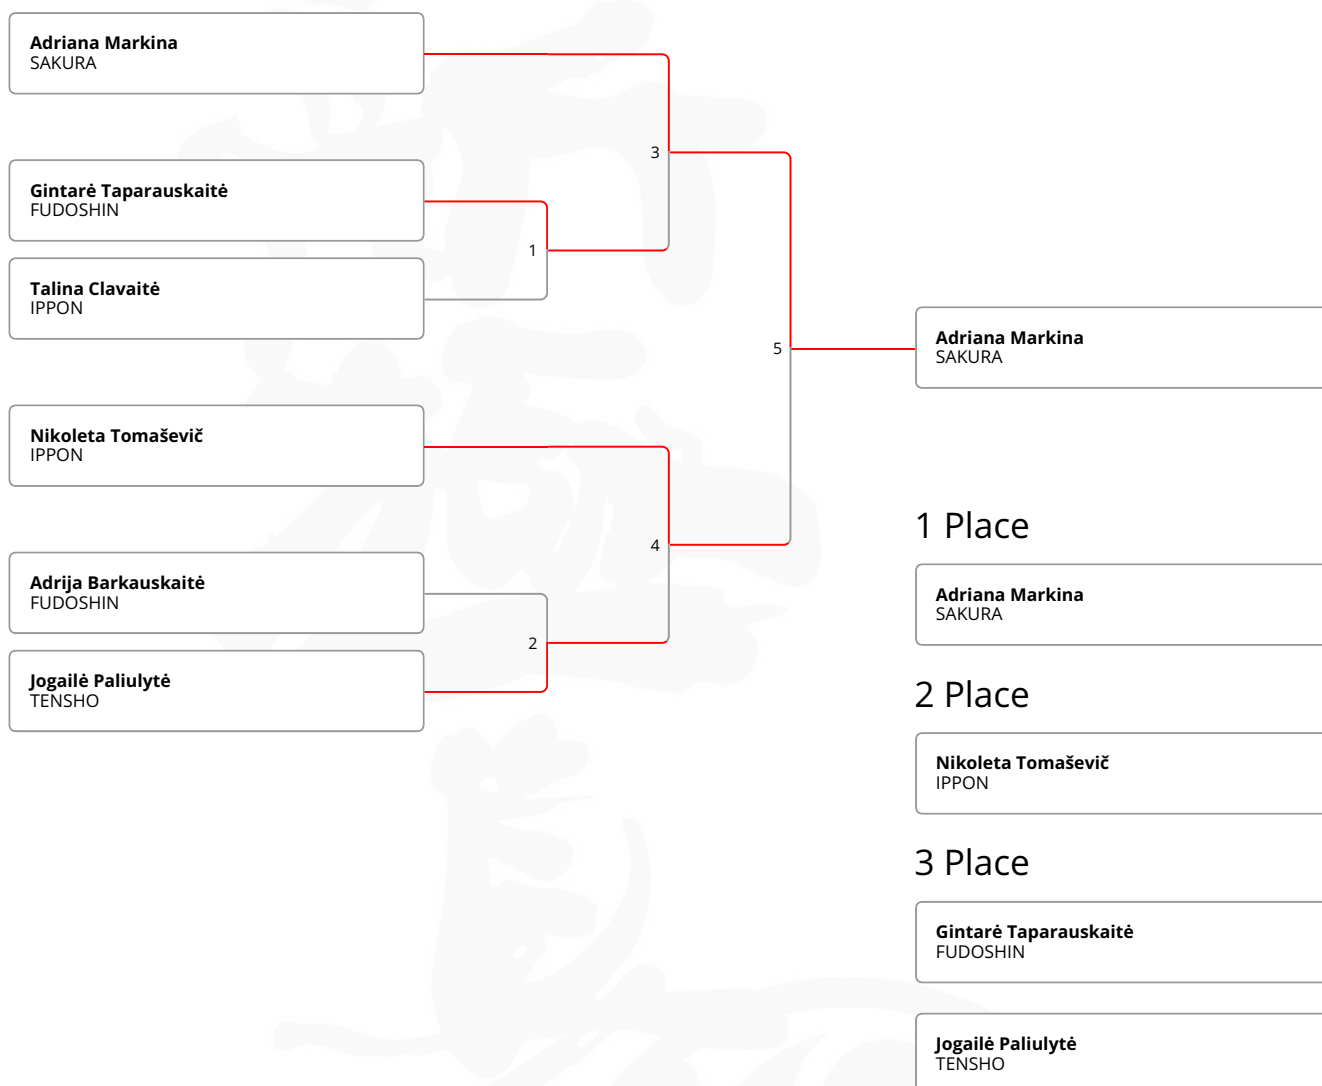 Adriana Markina
SAKURA
Gintarė Taparauskaitė
FUDOSHIN
Talina Clavaitė
IPPON
Nikoleta Tomaševič
IPPON
Adrija Barkauskaitė
FUDOSHIN
Jogailė Paliulytė
TENSHO
1
2
3
4
5
Adriana Markina
SAKURA
1 Place
Adriana Markina
SAKURA
2 Place
Nikoleta Tomaševič
IPPON
3 Place
Gintarė Taparauskaitė
FUDOSHIN
Jogailė Paliulytė
TENSHO